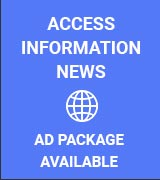 ACCESS
INFORMATION
NEWS
AD PACKAGE
AVAILABLE